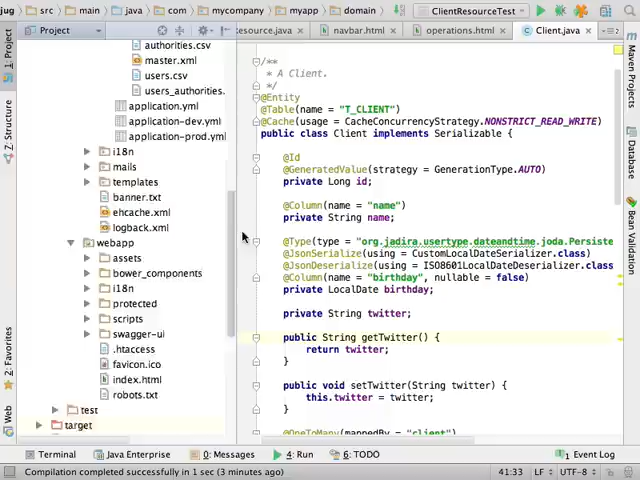 jug
src
main
java
com
mycompany
myapp
domain
ClientResourceTest
Project
esource.java
navbar.html
operations.html
Client.java
1: Project
7: Structure
2: Favorites
Web
Maven Projects
Database
Bean Validation
authorities.csv
master.xml
users.csv
users_authorities.
application.yml
application-dev.yml
application-prod.yml
i18n
mails
templates
banner.txt
ehcache.xml
logback.xml
webapp
assets
bower_components
i18n
protected
scripts
swagger-ui
.htaccess
favicon.ico
index.html
robots.txt
test
target
/**
* A Client.
*/
@Entity
@Table(name = "T_CLIENT")
@Cache(usage = CacheConcurrencyStrategy.NONSTRICT_READ_WRITE)
public class Client implements Serializable {
@Id
@GeneratedValue(strategy = GenerationType.AUTO)
private Long id;
@Column(name = "name")
private String name;
@Type(type = "org.jadira.usertype.dateandtime.joda.Persiste
@JsonSerialize(using = CustomLocalDateSerializer.class)
@JsonDeserialize(using = ISO8601LocalDateDeserializer.class
@Column(name = "birthday", nullable = false)
private LocalDate birthday;
private String twitter;
public String getTwitter() {
return twitter;
}
public void setTwitter(String twitter) {
this.twitter = twitter;
}
@OneToMany(mappedBy = "client")
Terminal
Java Enterprise
0: Messages
4: Run
6: TODO
1 Event Log
Compilation completed successfully in 1 sec (3 minutes ago)
41:33
LF
UTF-8